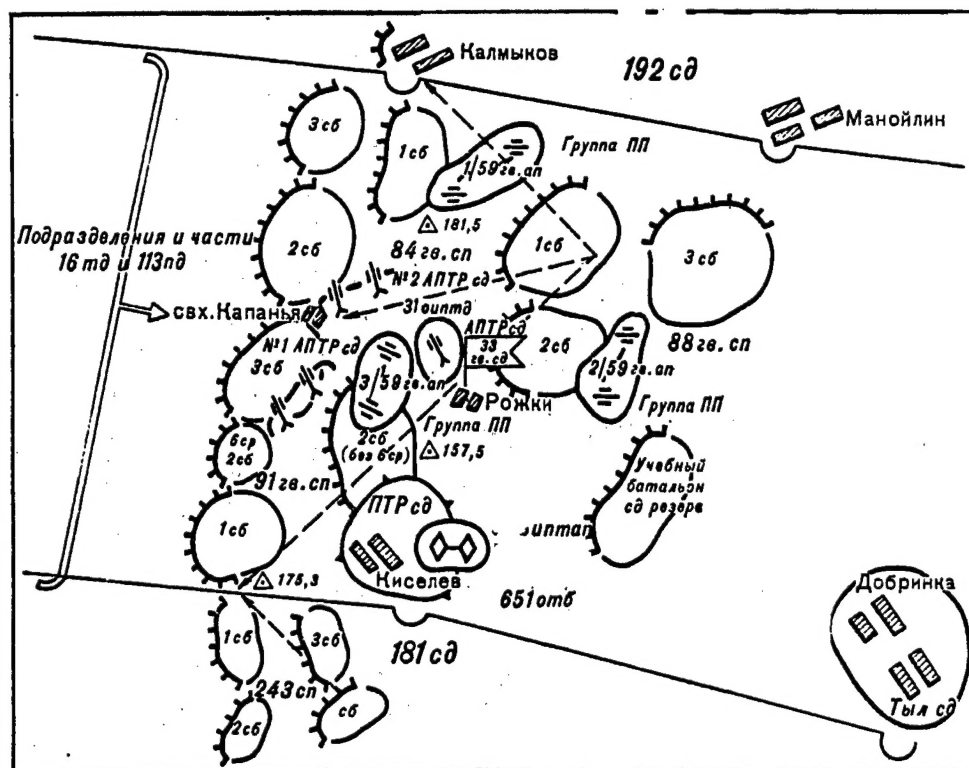 Калмыков
192 сд
Манойлин
3 сб
1 сб
Группа ПП
1/59 гв. ап
181,5
Подразделения и части
16 тд и 113 пд
2 сб
84 гв. сп
1 сб
3 сб
№2 АПТР сд
свх. Капанья
31 оиптд
АПТР сд
33
гв. сд
2 сб
88 гв. сп
№1 АПТР сд
3 сб
3/59 гв. ап
2/59 гв. ап
Рожки
Группа ПП
Группа ПП
6 ср
2 сб
2 сб
(без 6 ср)
157,5
91 гв. сп
Учебный
батальон
сд резерв
ПТР сд
1 сб
иптап
Киселев
175,3
651 отб
Добринка
1 сб
3 сб
181 сд
243 сп
2 сб
сб
Тыл сд